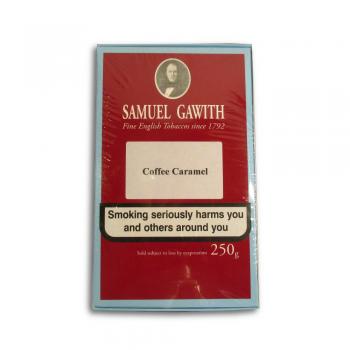 SAMUEL GAWITH
Fine English Tobaccos since 1792
Coffee Caramel
Smoking seriously harms you
and others around you
Sold subject to loss by evaporation 250g